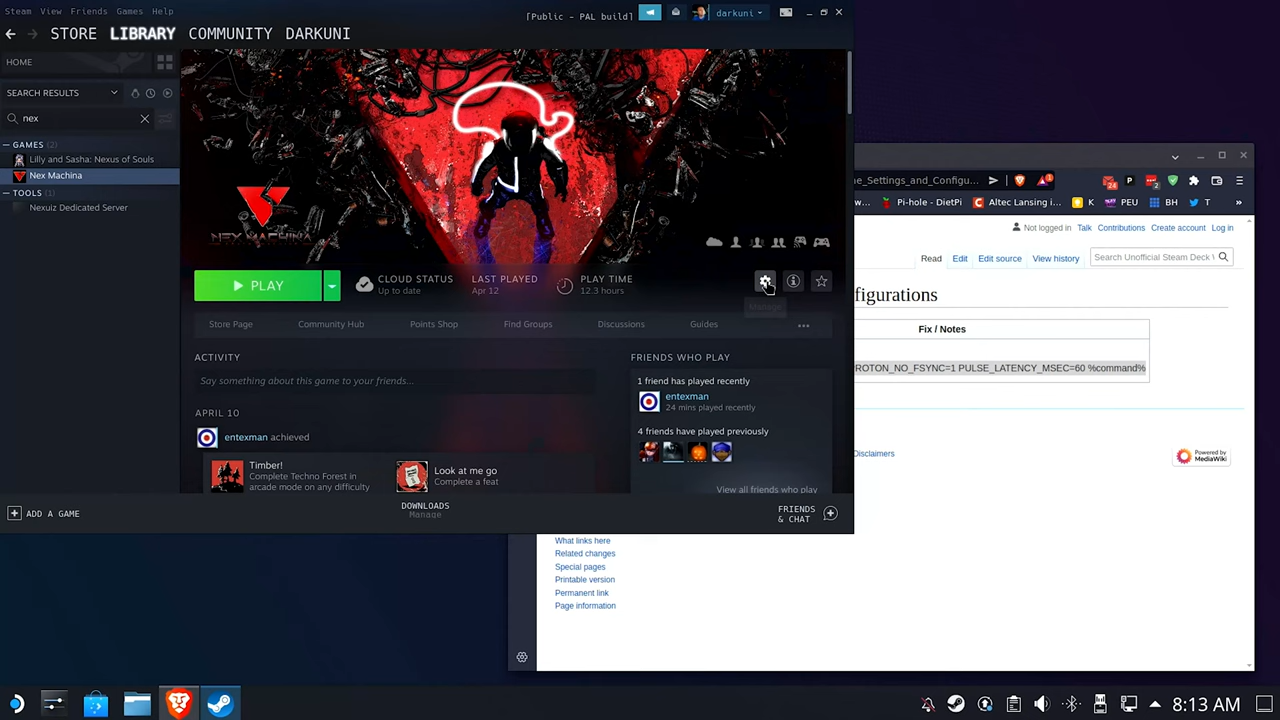 Steam View Friends Games Help
[Public - PAL build]
darkuni
STORE LIBRARY COMMUNITY DARKUNI
HOME
SEARCH RESULTS
nex
GAMES (2)
Lilly and Sasha: Nexus of Souls
Nex Machina
TOOLS (1)
Nexuiz Dedicated Server
NEX MACHINA
PLAY
CLOUD STATUS
Up to date
LAST PLAYED
Apr 12
PLAY TIME
12.3 hours
Manage
Store Page Community Hub Points Shop Find Groups Discussions Guides
ACTIVITY
Say something about this game to your friends...
APRIL 10
entexman achieved
Timber!
Complete Techno Forest in
arcade mode on any difficulty
Look at me go
Complete a feat
FRIENDS WHO PLAY
1 friend has played recently
entexman
24 mins played recently
4 friends have played previously
View all friends who play
ADD A GAME
DOWNLOADS
Manage
FRIENDS
& CHAT
ne_Settings_and_Configu...
Pi-hole - DietPi Altec Lansing i... K PEU BH T
Not logged in Talk Contributions Create account Log in
Read Edit Edit source View history Search Unofficial Steam Deck
figurations
Fix / Notes
ROTON_NO_FSYNC=1 PULSE_LATENCY_MSEC=60 %command%
Disclaimers
Powered by
MediaWiki
What links here
Related changes
Special pages
Printable version
Permanent link
Page information
8:13 AM